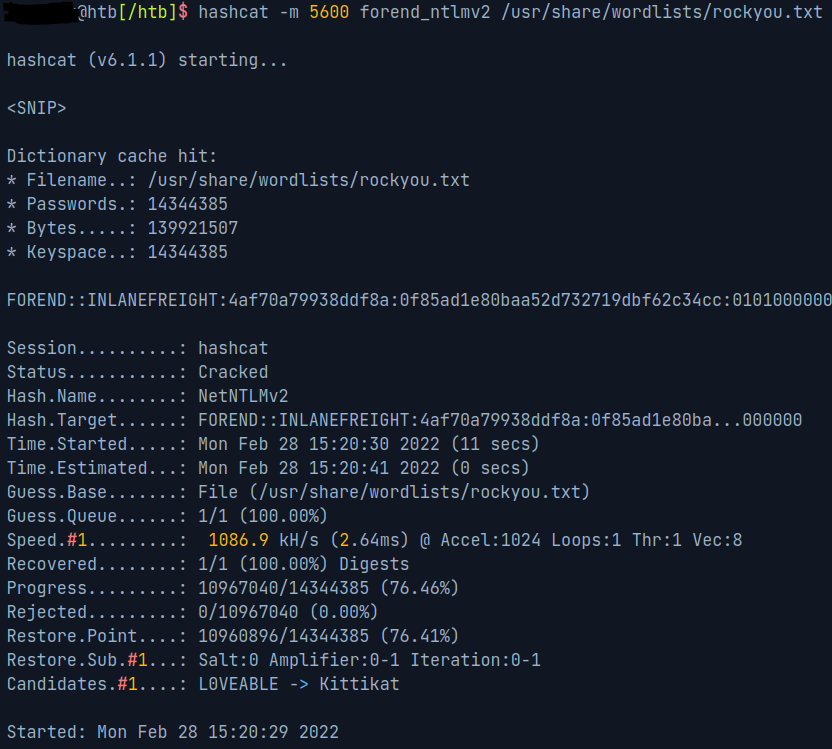 @htb[/htb]$ hashcat -m 5600 forend_ntlmv2 /usr/share/wordlists/rockyou.txt
hashcat (v6.1.1) starting...
<SNIP>
Dictionary cache hit:
* Filename..: /usr/share/wordlists/rockyou.txt
* Passwords.: 14344385
* Bytes.....: 139921507
* Keyspace..: 14344385
FOREND::INLANEFREIGHT:4af70a79938ddf8a:0f85ad1e80baa52d732719dbf62c34cc:0101000000
Session..........: hashcat
Status...........: Cracked
Hash.Name........: NetNTLMv2
Hash.Target......: FOREND::INLANEFREIGHT:4af70a79938ddf8a:0f85ad1e80ba...000000
Time.Started.....: Mon Feb 28 15:20:30 2022 (11 secs)
Time.Estimated...: Mon Feb 28 15:20:41 2022 (0 secs)
Guess.Base.......: File (/usr/share/wordlists/rockyou.txt)
Guess.Queue......: 1/1 (100.00%)
Speed.#1.........:  1086.9 kH/s (2.64ms) @ Accel:1024 Loops:1 Thr:1 Vec:8
Recovered........: 1/1 (100.00%) Digests
Progress.........: 10967040/14344385 (76.46%)
Rejected.........: 0/10967040 (0.00%)
Restore.Point....: 10960896/14344385 (76.41%)
Restore.Sub.#1...: Salt:0 Amplifier:0-1 Iteration:0-1
Candidates.#1....: L0VEABLE -> Kittikat
Started: Mon Feb 28 15:20:29 2022